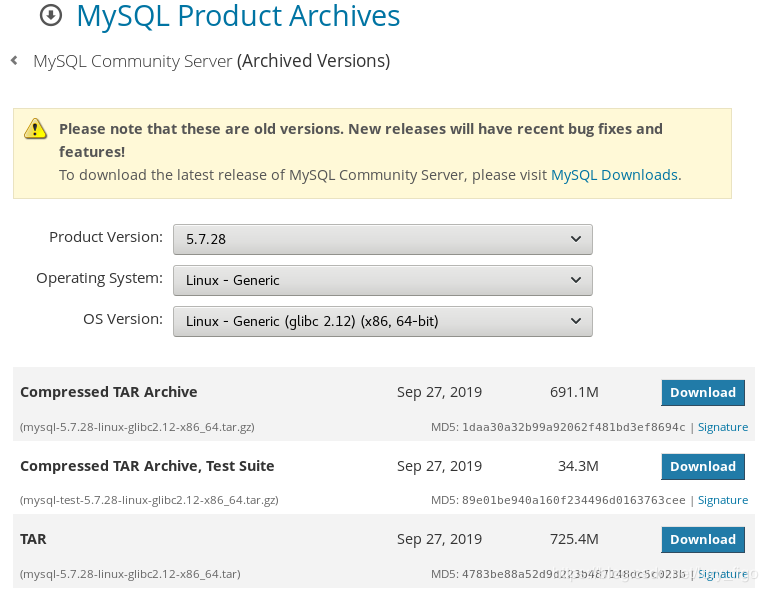 MySQL Product Archives
MySQL Community Server (Archived Versions)
Please note that these are old versions. New releases will have recent bug fixes and
features!
To download the latest release of MySQL Community Server, please visit MySQL Downloads.
Product Version: 5.7.28
Operating System: Linux - Generic
OS Version: Linux - Generic (glibc 2.12) (x86, 64-bit)
Compressed TAR Archive Sep 27, 2019 691.1M Download
(mysql-5.7.28-linux-glibc2.12-x86_64.tar.gz) MD5: 1daa30a32b99a92062f481bd3ef8694c | Signature
Compressed TAR Archive, Test Suite Sep 27, 2019 34.3M Download
(mysql-test-5.7.28-linux-glibc2.12-x86_64.tar.gz) MD5: 89e01be940a160f234496d0163763cee | Signature
TAR Sep 27, 2019 725.4M Download
(mysql-5.7.28-linux-glibc2.12-x86_64.tar) MD5: | Signature